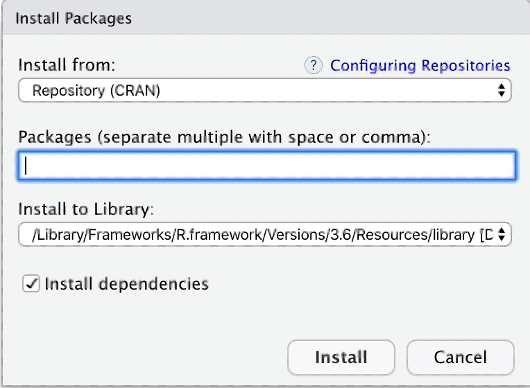 Install Packages
Install from:
? Configuring Repositories
Repository (CRAN)
Packages (separate multiple with space or comma):
Install to Library:
/Library/Frameworks/R.framework/Versions/3.6/Resources/library [D
Install dependencies
Install
Cancel